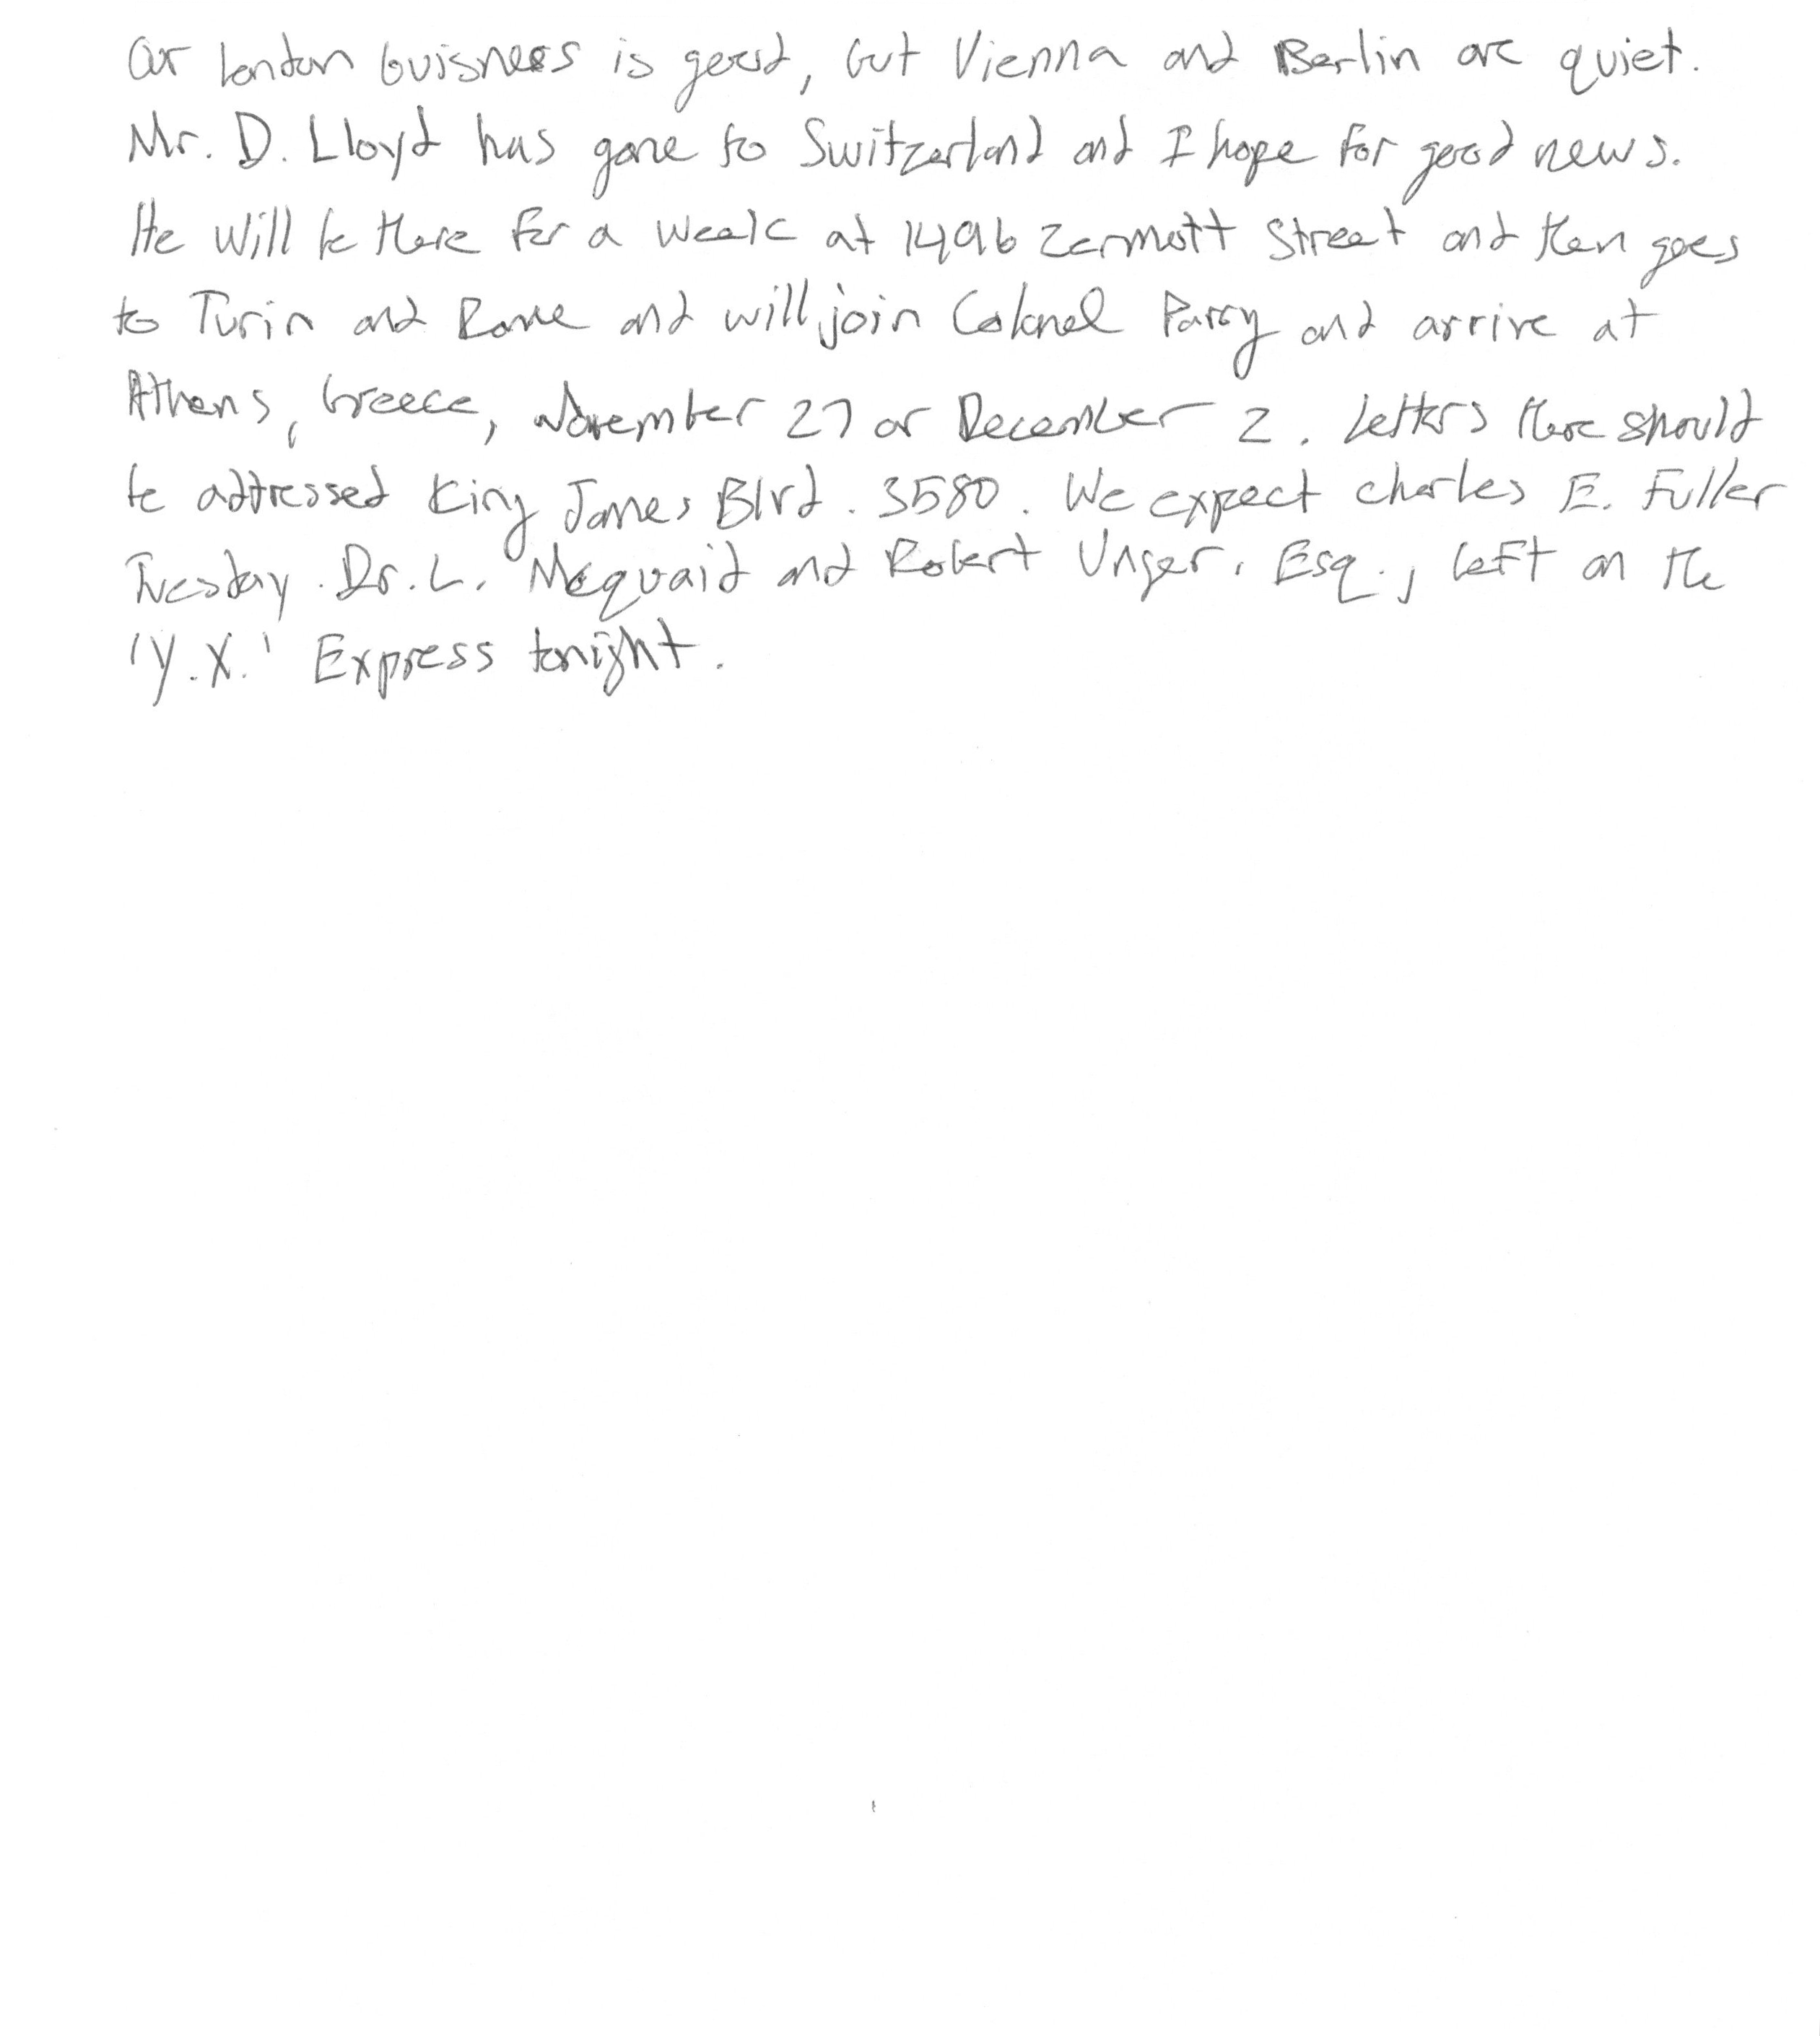 Our London buisness is good, but Vienna and Berlin are quiet.
Mr. D. Lloyd has gone to Switzerland and I hope for good news.
He will be there for a week at 1496 Zermott Street and then goes
to Turin and Rome and will join Colonel Parry and arrive at
Athens, Greece, November 27 or December 2. Letters there should
be addressed King James Blvd. 3580. We expect Charles E. Fuller
Tuesday. Dr. L. Mcquaid and Robert Unger, Esq., left on the
'Y.X.' Express tonight.